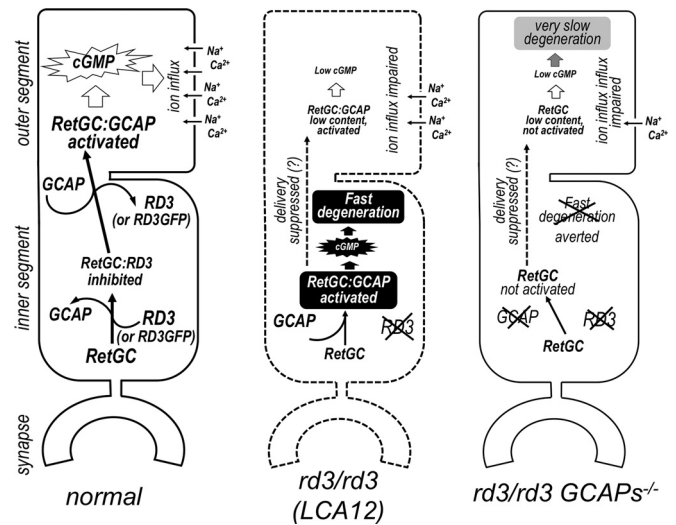 outer segment
inner segment
synapse
cGMP
ion influx
Na⁺
Ca²⁺
Na⁺
Ca²⁺
Na⁺
Ca²⁺
RetGC:GCAP
activated
GCAP
RD3
(or RD3GFP)
RetGC:RD3
inhibited
GCAP
RD3
(or RD3GFP)
RetGC
normal
Low cGMP
RetGC:GCAP
low content,
activated
ion influx impaired
Na⁺
Ca²⁺
Na⁺
Ca²⁺
delivery
suppressed (?)
Fast
degeneration
cGMP
RetGC:GCAP
activated
GCAP
RD3
RetGC
rd3/rd3
(LCA12)
very slow
degeneration
Low cGMP
RetGC
low content,
not activated
ion influx influx
impaired
Na⁺
Ca²⁺
delivery
suppressed (?)
Fast
degeneration
averted
RetGC
not activated
GCAP
RD3
RetGC
rd3/rd3 GCAPs⁻/⁻